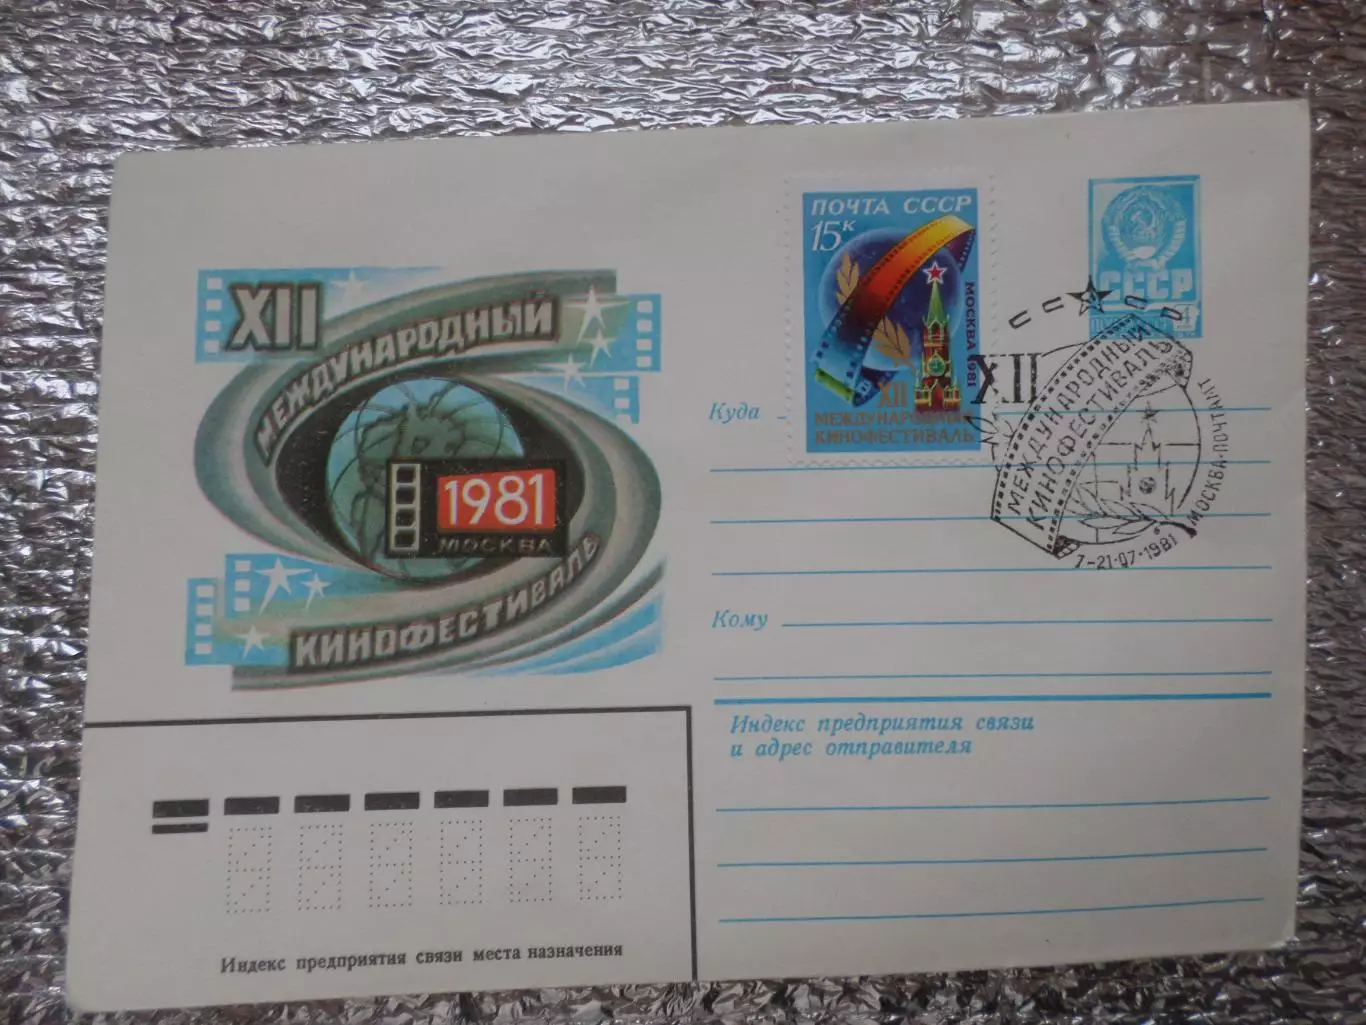 XII
МЕЖДУНАРОДНЫЙ
1981
МОСКВА
КИНОФЕСТИВАЛЬ
ПОЧТА СССР
15к
МОСКВА 1981
XII
МЕЖДУНАРОДНЫЙ
КИНОФЕСТИВАЛЬ
СССР
XII
МЕЖДУНАРОДНЫЙ
КИНОФЕСТИВАЛЬ
МОСКВА·ПОЧТАМТ
7-21·07·1981
Куда
Кому
Индекс предприятия связи
и адрес отправителя
Индекс предприятия связи места назначения